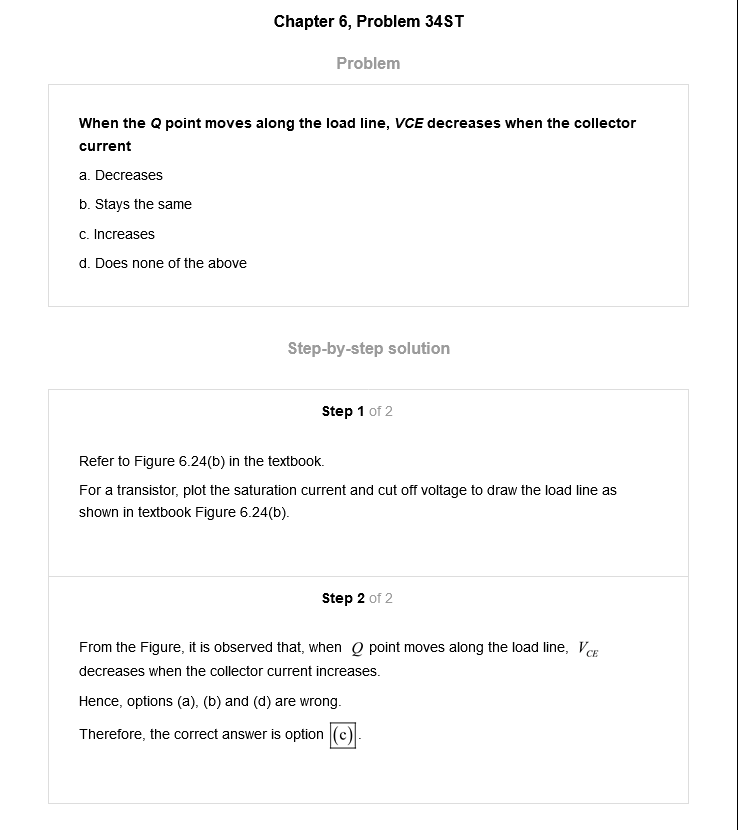 Chapter 6, Problem 34ST
Problem
When the Q point moves along the load line, VCE decreases when the collector
current
a. Decreases
b. Stays the same
c. Increases
d. Does none of the above
Step-by-step solution
Step 1 of 2
Refer to Figure 6.24(b) in the textbook.
For a transistor, plot the saturation current and cut off voltage to draw the load line as
shown in textbook Figure 6.24(b).
Step 2 of 2
From the Figure, it is observed that, when Q point moves along the load line, VCE
decreases when the collector current increases.
Hence, options (a), (b) and (d) are wrong.
Therefore, the correct answer is option (c).